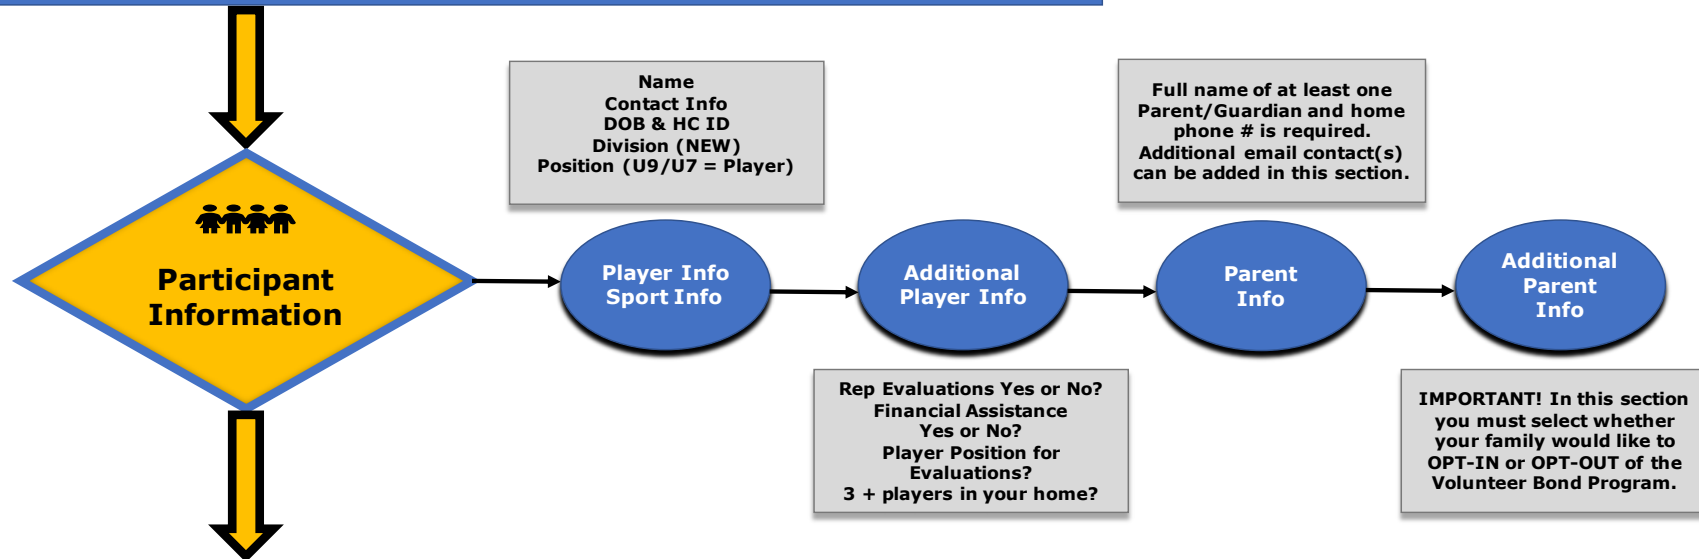 Participant
Information
Name
Contact Info
DOB & HC ID
Division (NEW)
Position (U9/U7 = Player)
Player Info
Sport Info
Additional
Player Info
Rep Evaluations Yes or No?
Financial Assistance
Yes or No?
Player Position for
Evaluations?
3 + players in your home?
Full name of at least one
Parent/Guardian and home
phone # is required.
Additional email contact(s)
can be added in this section.
Parent
Info
Additional
Parent
Info
IMPORTANT! In this section
you must select whether
your family would like to
OPT-IN or OPT-OUT of the
Volunteer Bond Program.